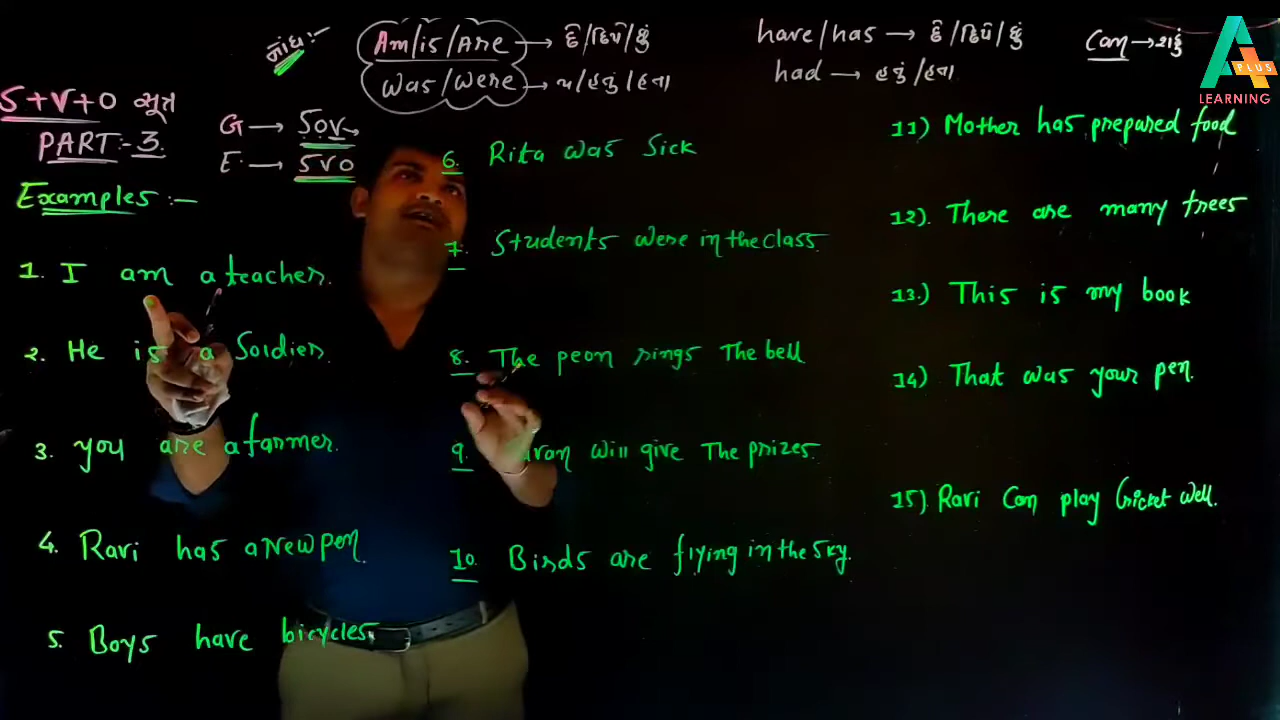 નોંધ:-
Am/is/Are → છે/છીએ/છું
Was/Were → હતો/હતું/હતા
have/has → છે/છીએ/છું
had → હતું/હતા
Can → શકું
A+
PLUS
LEARNING
S+V+O સૂત્ર
PART:-3
G → SOV
E → SVO
Examples :-
1. I am a teacher.
2. He is a Soldier.
3. you are a farmer.
4. Ravi has a New pen.
5. Boys have bicycles.
6. Rita was Sick
7. Students were in the class
8. The peon rings The bell
9. will give The prizes.
10. Birds are flying in the sky.
11) Mother has prepared food
12). There are many trees
13.) This is my book
14) That was your pen.
15) Ravi Can play Cricket well.